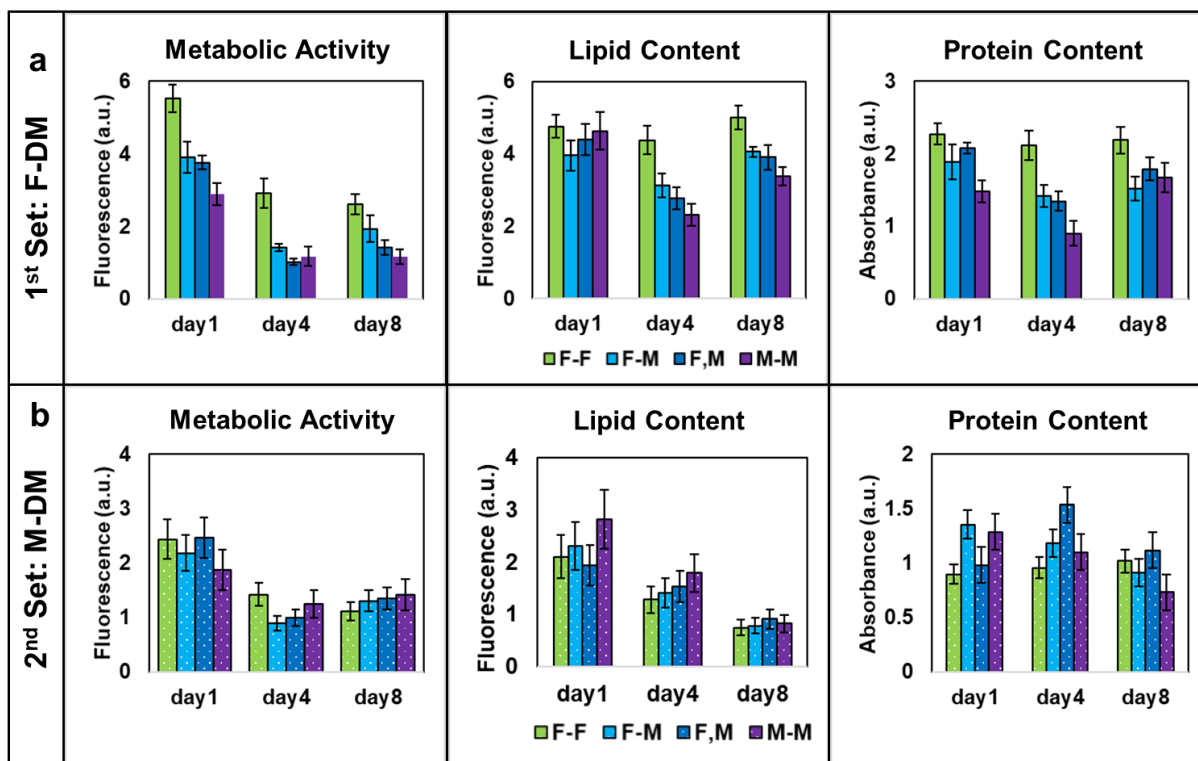 a
1st Set: F-DM
Metabolic Activity
Fluorescence (a.u.)
6
4
2
0
day1 day4 day8
Lipid Content
Fluorescence (a.u.)
6
4
2
0
day1 day4 day8
F-F F-M F,M M-M
Protein Content
Absorbance (a.u.)
3
2
1
0
day1 day4 day8
b
2nd Set: M-DM
Metabolic Activity
Fluorescence (a.u.)
4
3
2
1
0
day1 day4 day8
Lipid Content
Fluorescence (a.u.)
4
3
2
1
0
day1 day4 day8
F-F F-M F,M M-M
Protein Content
Absorbance (a.u.)
2
1.5
1
0.5
0
day1 day4 day8